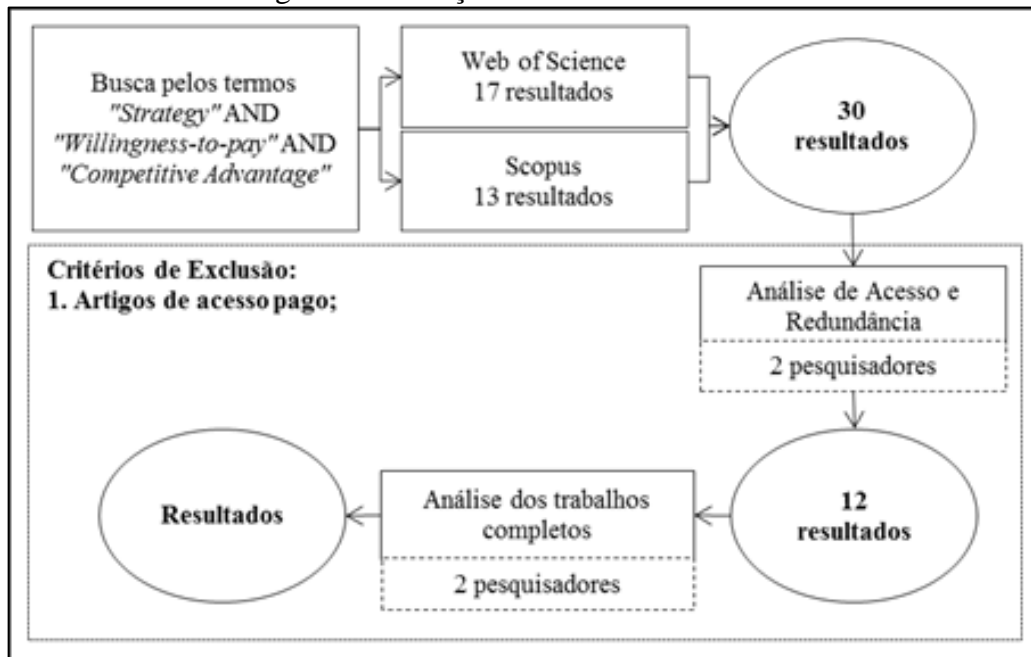 Busca pelos termos
"Strategy" AND
"Willingness-to-pay" AND
"Competitive Advantage"
Web of Science
17 resultados
Scopus
13 resultados
30
resultados
Critérios de Exclusão:
1. Artigos de acesso pago;
Análise de Acesso e
Redundância
2 pesquisadores
12
resultados
Análise dos trabalhos
completos
2 pesquisadores
Resultados